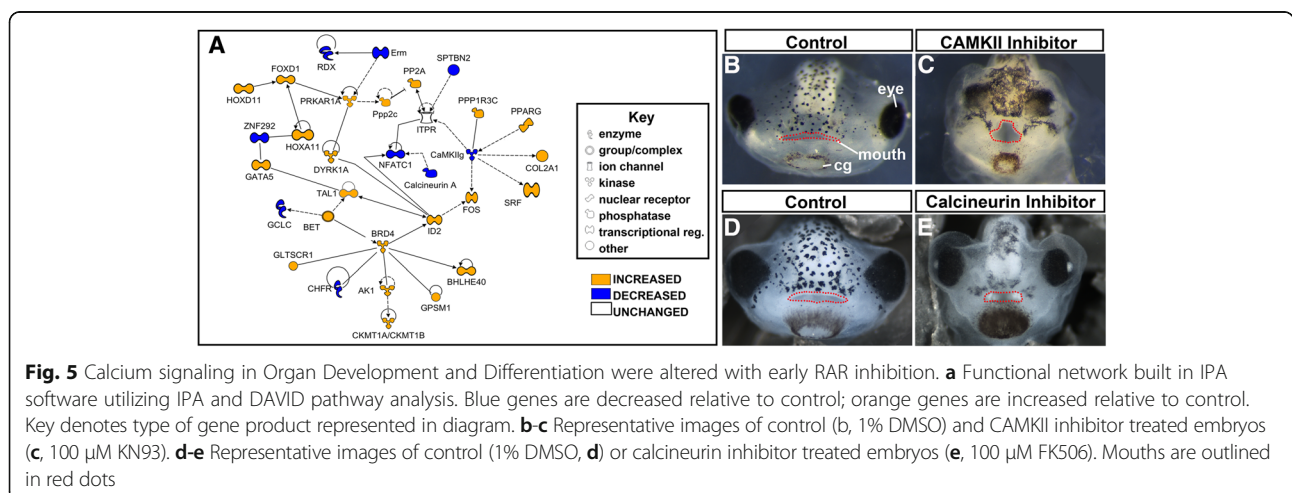 A
RDX
Erm
SPTBN2
FOXD1
PP2A
HOXD11
PRKAR1A
Ppp2c
PPP1R3C
PPARG
ITPR
ZNF292
HOXA11
NFATC1
CaMKIIg
COL2A1
DYRK1A
Calcineurin A
GATA5
TAL1
FOS
SRF
GCLC
BET
ID2
BRD4
GLTSCR1
BHLHE40
CHFR
AK1
GPSM1
CKMT1A/CKMT1B
Key
enzyme
group/complex
ion channel
kinase
nuclear receptor
phosphatase
transcriptional reg.
other
INCREASED
DECREASED
UNCHANGED
Control
CAMKII Inhibitor
B
C
eye
mouth
cg
Control
Calcineurin Inhibitor
D
E
Fig. 5 Calcium signaling in Organ Development and Differentiation were altered with early RAR inhibition. a Functional network built in IPA
software utilizing IPA and DAVID pathway analysis. Blue genes are decreased relative to control; orange genes are increased relative to control.
Key denotes type of gene product represented in diagram. b-c Representative images of control (b, 1% DMSO) and CAMKII inhibitor treated embryos
(c, 100 μM KN93). d-e Representative images of control (1% DMSO, d) or calcineurin inhibitor treated embryos (e, 100 μM FK506). Mouths are outlined
in red dots